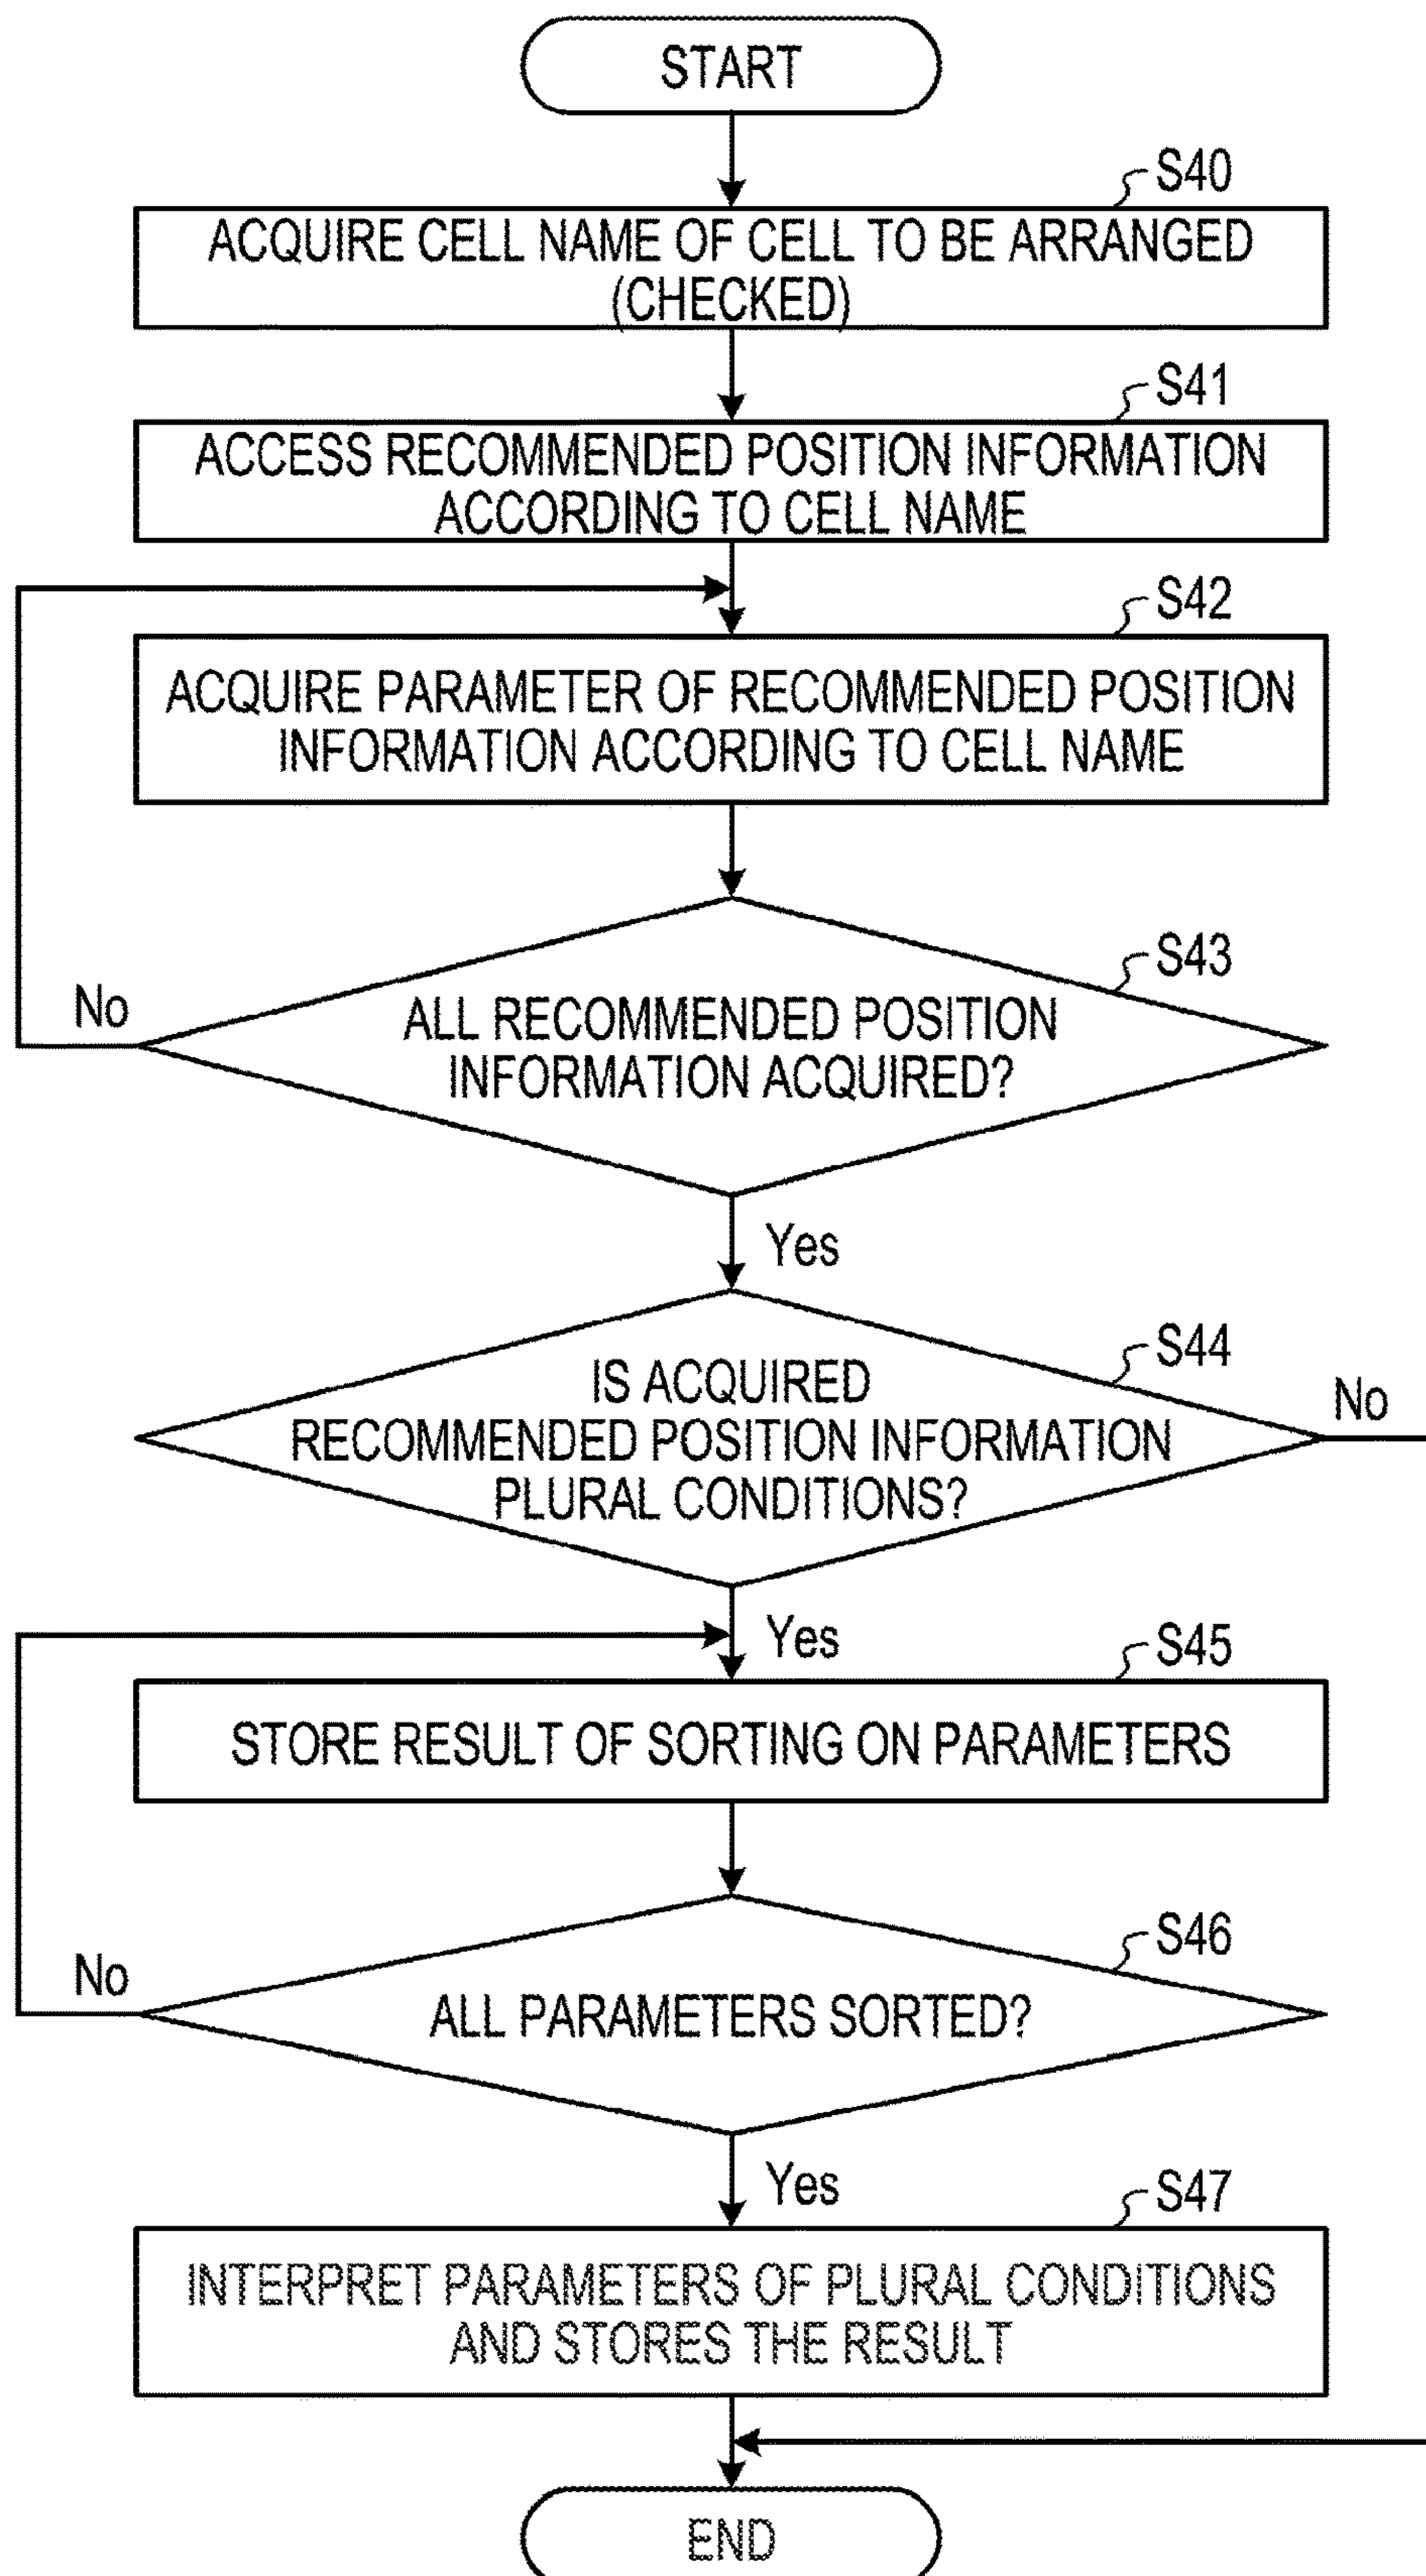 START
S40
ACQUIRE CELL NAME OF CELL TO BE ARRANGED
(CHECKED)
S41
ACCESS RECOMMENDED POSITION INFORMATION
ACCORDING TO CELL NAME
S42
ACQUIRE PARAMETER OF RECOMMENDED POSITION
INFORMATION ACCORDING TO CELL NAME
S43
No
ALL RECOMMENDED POSITION
INFORMATION ACQUIRED?
Yes
S44
IS ACQUIRED
No
RECOMMENDED POSITION INFORMATION
PLURAL CONDITIONS?
Yes
S45
STORE RESULT OF SORTING ON PARAMETERS
S46
No
ALL PARAMETERS SORTED?
Yes
S47
INTERPRET PARAMETERS OF PLURAL CONDITIONS
AND STORES THE RESULT
END